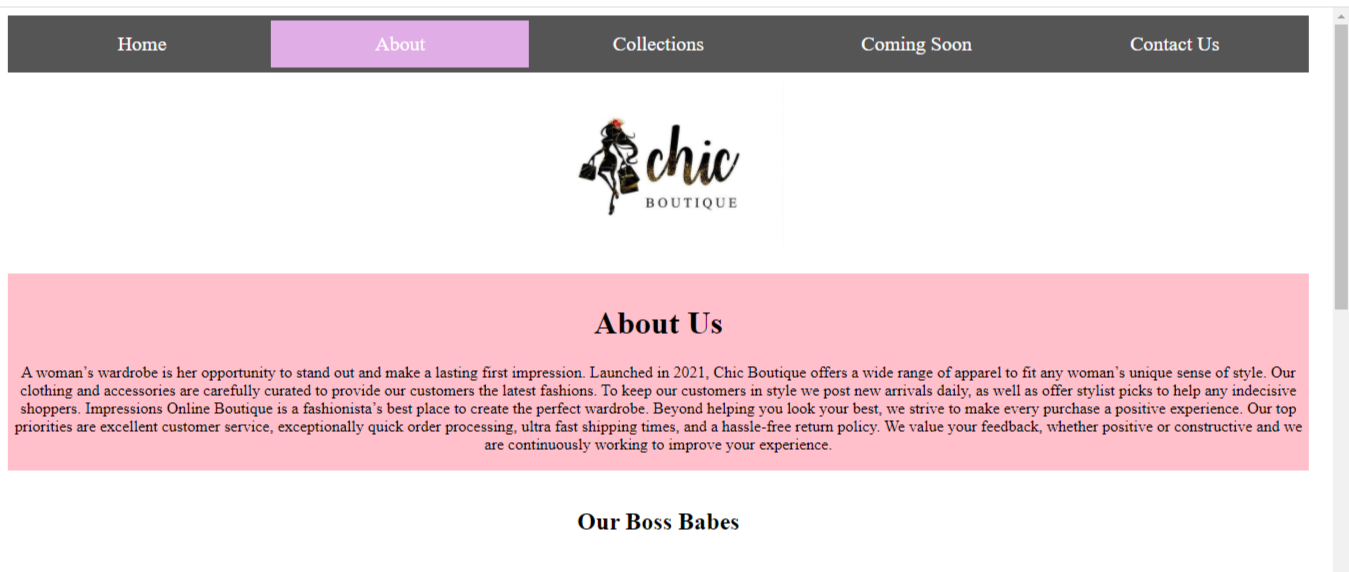 Home About Collections Coming Soon Contact Us
chic
BOUTIQUE
About Us
A woman’s wardrobe is her opportunity to stand out and make a lasting first impression. Launched in 2021, Chic Boutique offers a wide range of apparel to fit any woman’s unique sense of style. Our
clothing and accessories are carefully curated to provide our customers the latest fashions. To keep our customers in style we post new arrivals daily, as well as offer stylist picks to help any indecisive
shoppers. Impressions Online Boutique is a fashionista’s best place to create the perfect wardrobe. Beyond helping you look your best, we strive to make every purchase a positive experience. Our top
priorities are excellent customer service, exceptionally quick order processing, ultra fast shipping times, and a hassle-free return policy. We value your feedback, whether positive or constructive and we
are continuously working to improve your experience.
Our Boss Babes